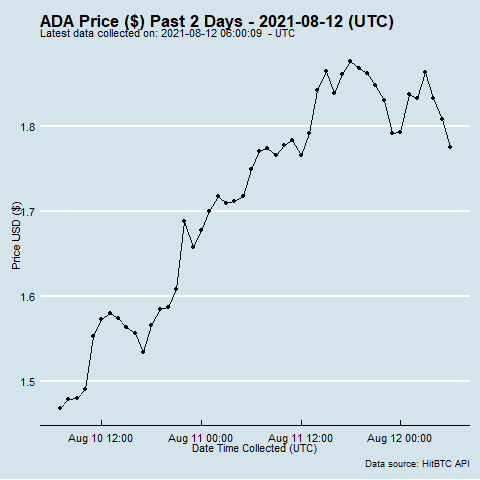 ADA Price ($) Past 2 Days - 2021-08-12 (UTC)
Latest data collected on: 2021-08-12 06:00:09 - UTC
1.8
1.7
1.6
1.5
Price USD ($)
Aug 10 12:00 Aug 11 00:00 Aug 11 12:00 Aug 12 00:00
Date Time Collected (UTC)
Data source: HitBTC API